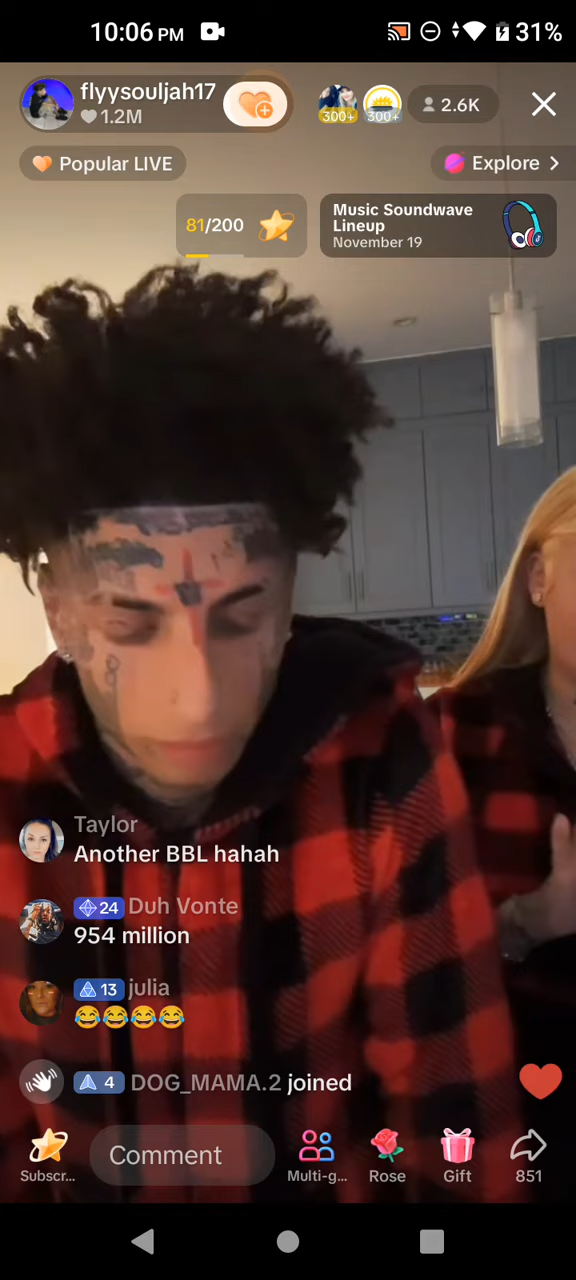 10:06 PM 31%
flyysouljah17
1.2M
300+ 300+
2.6K
Popular LIVE
Explore >
81/200
Music Soundwave
Lineup
November 19
Taylor
Another BBL hahah
24 Duh Vonte
954 million
13 julia
😂😂😂😂
4 DOG_MAMA.2 joined
Comment
Subscr... Multi-g... Rose Gift 851